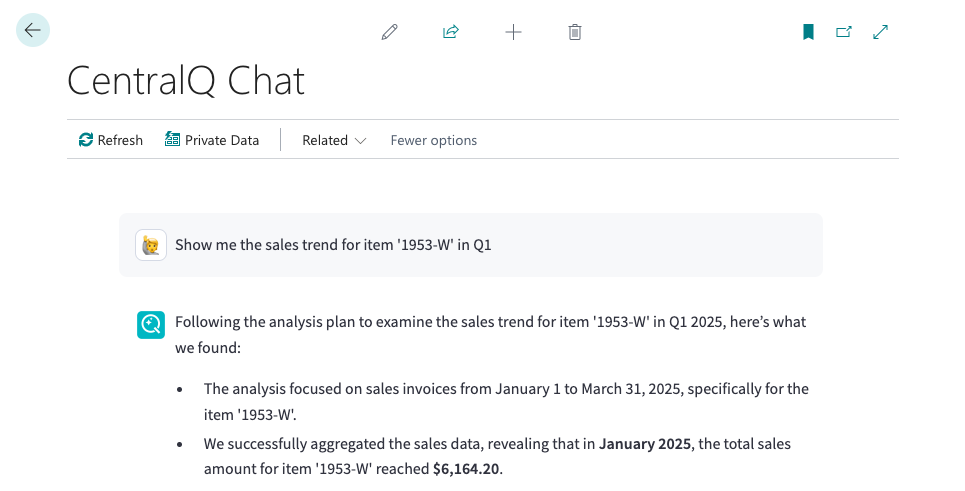 CentralQ Chat
Refresh Private Data Related Fewer options
Show me the sales trend for item '1953-W' in Q1
Following the analysis plan to examine the sales trend for item '1953-W' in Q1 2025, here’s what
we found:
• The analysis focused on sales invoices from January 1 to March 31, 2025, specifically for the
item '1953-W'.
• We successfully aggregated the sales data, revealing that in January 2025, the total sales
amount for item '1953-W' reached $6,164.20.